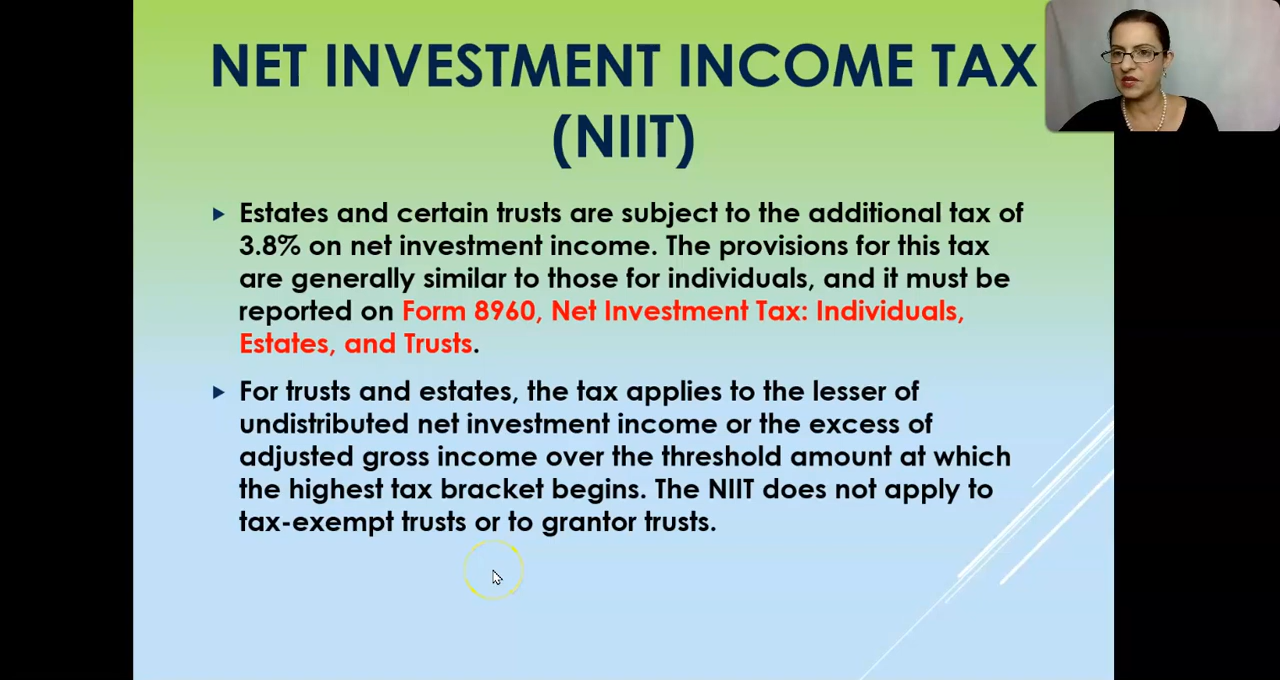 NET INVESTMENT INCOME TAX
(NIIT)
Estates and certain trusts are subject to the additional tax of
3.8% on net investment income. The provisions for this tax
are generally similar to those for individuals, and it must be
reported on Form 8960, Net Investment Tax: Individuals,
Estates, and Trusts.
For trusts and estates, the tax applies to the lesser of
undistributed net investment income or the excess of
adjusted gross income over the threshold amount at which
the highest tax bracket begins. The NIIT does not apply to
tax-exempt trusts or to grantor trusts.